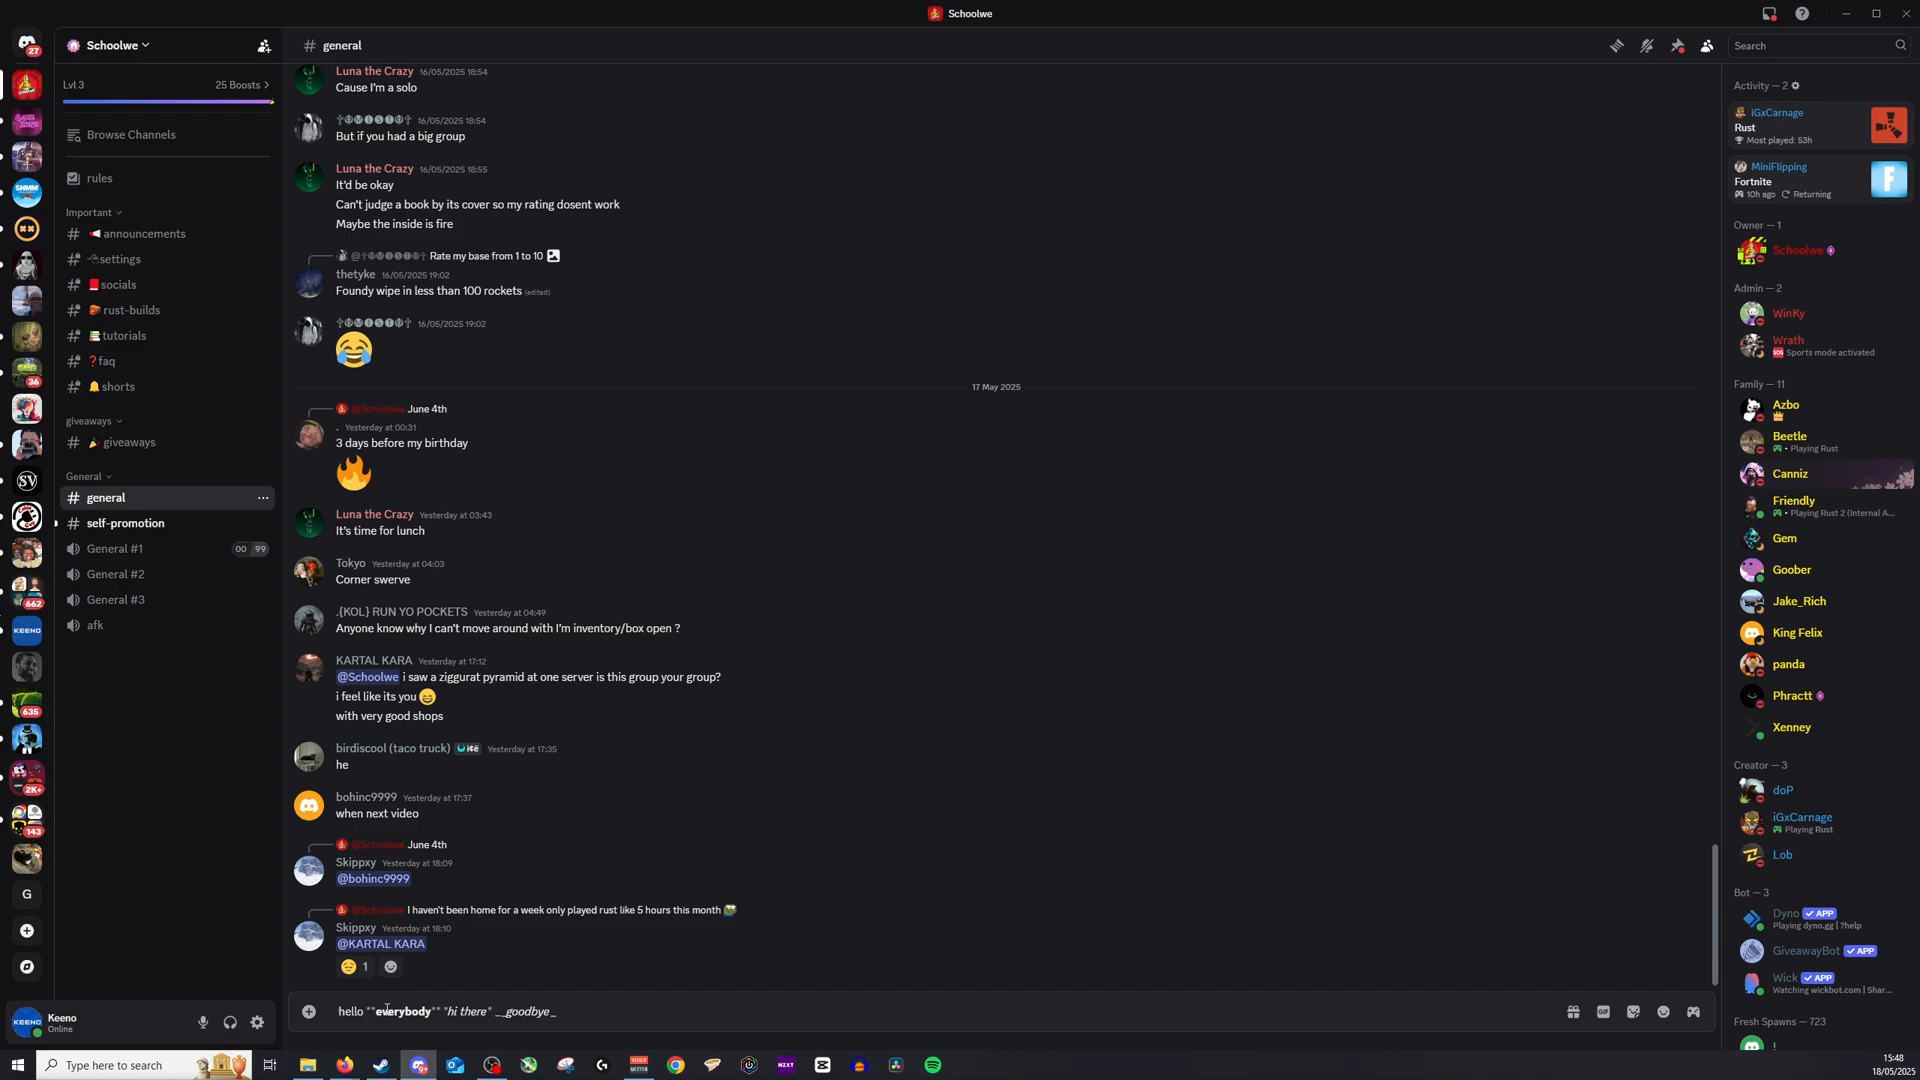 Schoolwe
27
Schoolwe
general
Search
Lvl 3
25 Boosts
Browse Channels
rules
Important
announcements
settings
socials
rust-builds
tutorials
faq
shorts
giveaways
giveaways
General
general
self-promotion
General #1
00 99
General #2
General #3
afk
SNMM
36
SV
662
KEENO
635
2K+
143
G
Luna the Crazy 16/05/2025 18:54
Cause I'm a solo
16/05/2025 18:54
But if you had a big group
Luna the Crazy 16/05/2025 18:55
It'd be okay
Can't judge a book by its cover so my rating dosent work
Maybe the inside is fire
Rate my base from 1 to 10
thetyke 16/05/2025 19:02
Foundy wipe in less than 100 rockets (edited)
16/05/2025 19:02
17 May 2025
@Schoolwe June 4th
. Yesterday at 00:31
3 days before my birthday
Luna the Crazy Yesterday at 03:43
It's time for lunch
Tokyo Yesterday at 04:03
Corner swerve
.{KOL} RUN YO POCKETS Yesterday at 04:49
Anyone know why I can't move around with I'm inventory/box open ?
KARTAL KARA Yesterday at 17:12
@Schoolwe i saw a ziggurat pyramid at one server is this group your group?
i feel like its you
with very good shops
birdiscool (taco truck) Yesterday at 17:35
he
bohinc9999 Yesterday at 17:37
when next video
@Schoolwe June 4th
Skippxy Yesterday at 18:09
@bohinc9999
@Schoolwe I haven't been home for a week only played rust like 5 hours this month
Skippxy Yesterday at 18:10
@KARTAL KARA
1
hello **everybody** *hi there* __goodbye_
GIF
Activity — 2
iGxCarnage
Rust
Most played: 53h
MiniFlipping
Fortnite
10h ago Returning
Owner — 1
Schoolwe
Admin — 2
WinKy
Wrath
SOS Sports mode activated
Family — 11
Azbo
Beetle
• Playing Rust
Canniz
Friendly
• Playing Rust 2 (Internal A...
Gem
Goober
Jake_Rich
King Felix
panda
Phractt
Xenney
Creator — 3
doP
iGxCarnage
Playing Rust
Lob
Bot — 3
Dyno APP
Playing dyno.gg | ?help
GiveawayBot APP
Wick APP
Watching wickbot.com | Shar...
Fresh Spawns — 723
!
KEENO
Keeno
Online
Type here to search
NZXT
15:48
18/05/2025